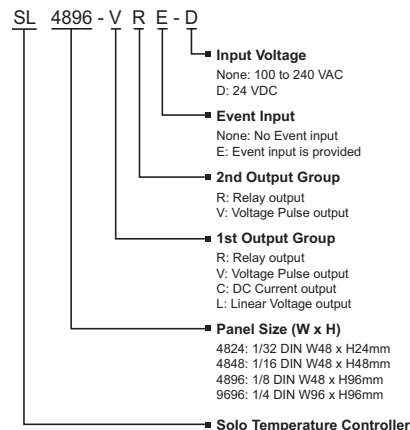 SL 4896 - V R E - D
Input Voltage
None: 100 to 240 VAC
D: 24 VDC
Event Input
None: No Event input
E: Event input is provided
2nd Output Group
R: Relay output
V: Voltage Pulse output
1st Output Group
R: Relay output
V: Voltage Pulse output
C: DC Current output
L: Linear Voltage output
Panel Size (W x H)
4824: 1/32 DIN W48 x H24mm
4848: 1/16 DIN W48 x H48mm
4896: 1/8 DIN W48 x H96mm
9696: 1/4 DIN W96 x H96mm
Solo Temperature Controller